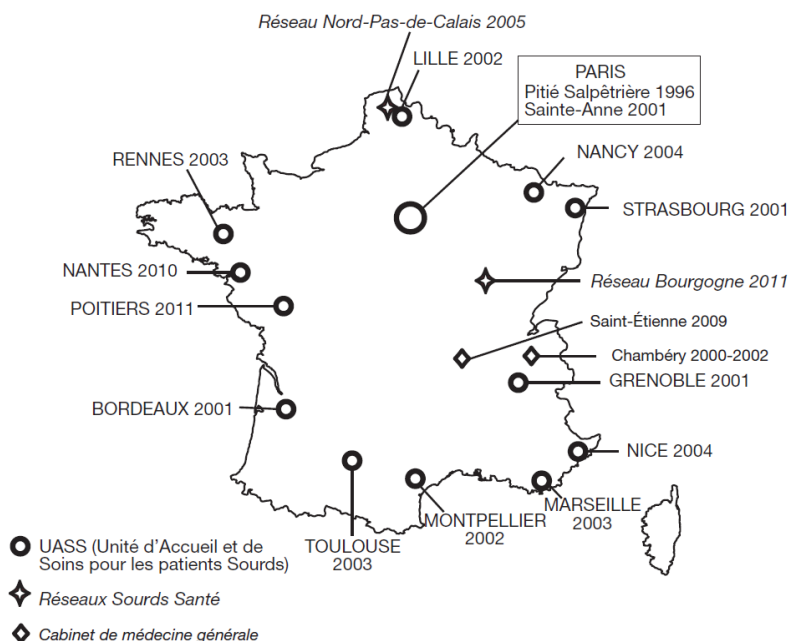 Réseau Nord-Pas-de-Calais 2005
LILLE 2002
PARIS
Pitié Salpêtrière 1996
Sainte-Anne 2001
RENNES 2003
NANCY 2004
STRASBOURG 2001
NANTES 2010
Réseau Bourgogne 2011
POITIERS 2011
Saint-Étienne 2009
Chambéry 2000-2002
GRENOBLE 2001
BORDEAUX 2001
NICE 2004
MARSEILLE
2003
MONTPELLIER
2002
TOULOUSE
2003
UASS (Unité d'Accueil et de
Soins pour les patients Sourds)
Réseaux Sourds Santé
Cabinet de médecine générale